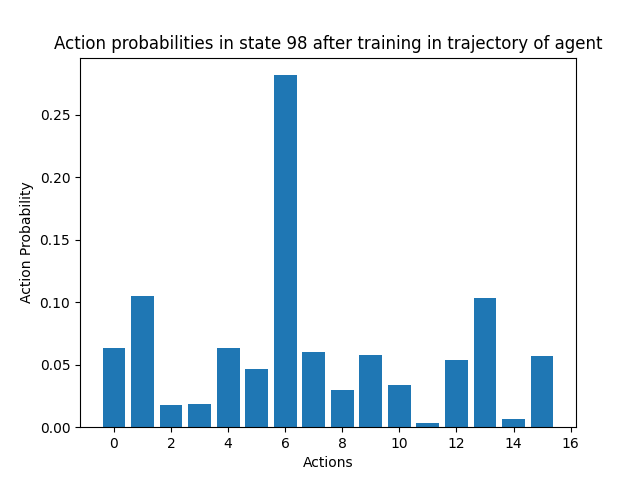 Action probabilities in state 98 after training in trajectory of agent
0.25
0.20
0.15
0.10
0.05
0.00
Action Probability
0 2 4 6 8 10 12 14 16
Actions